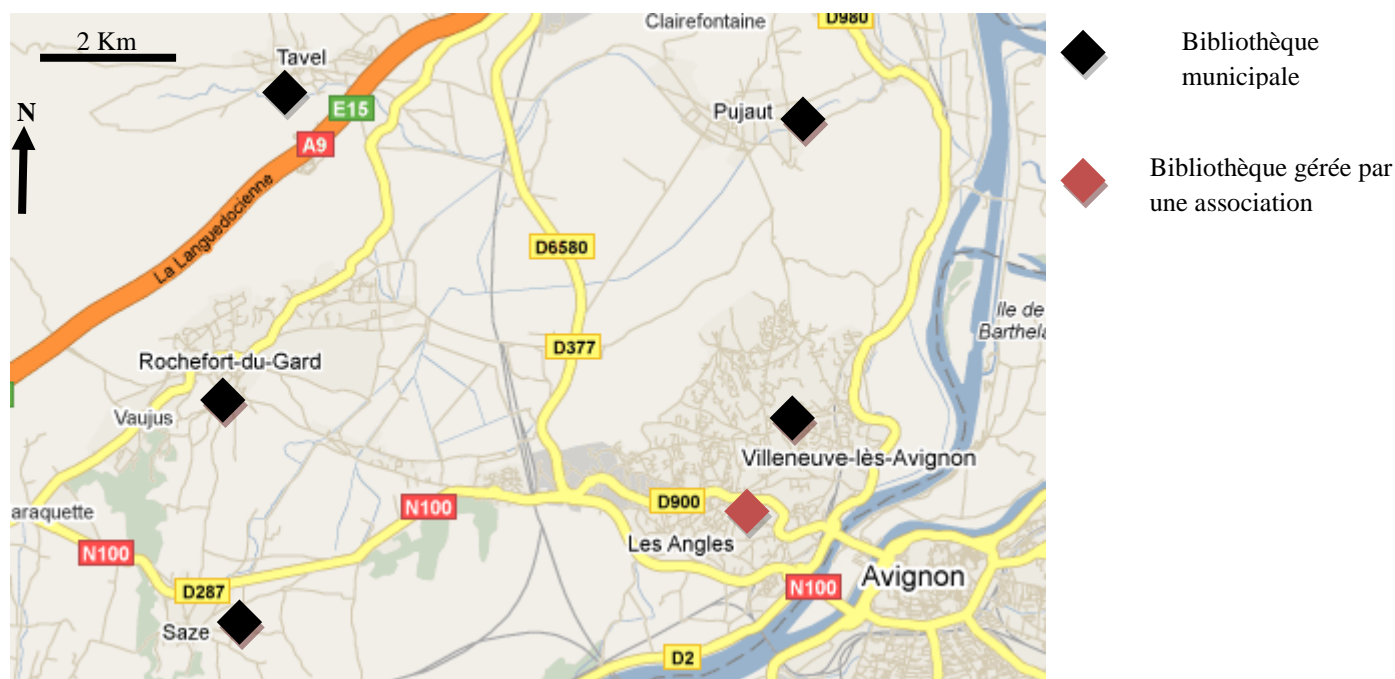 Clairefontaine
D980
2 Km
Tavel
N
E15
A9
Pujaut
La Languedocienne
D6580
Ile de
Barthela
D377
Rochefort-du-Gard
Vaujus
Villeneuve-lès-Avignon
araquette
N100
D900
Les Angles
N100
D287
N100
Avignon
Saze
D2
Bibliothèque
municipale
Bibliothèque gérée par
une association